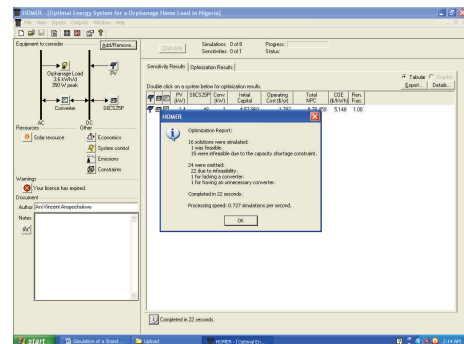 HOMER - [Optimal Energy System for a Orphanage Home Load in Nigeria]
File View Inputs Outputs Window Help
Equipment to consider
Add/Remove...
Calculate
Simulations: 0 of 8
Progress:
Sensitivities: 0 of 1
Status:
Sensitivity Results
Optimization Results
Tabular
Graphic
Double click on a system below for optimization results.
Export...
Details...
Orphanage Load
3.6 kWh/d
350 W peak
PV
Converter
S6CS25P
AC
DC
PV (kW)
S6CS25P
Conv. (kW)
Initial Capital
Operating Cost ($/yr)
Total NPC
COE ($/kWh)
Ren. Frac.
5.148
1.00
HOMER
Optimization Report:
16 solutions were simulated:
1 was feasible.
15 were infeasible due to the capacity shortage constraint.
24 were omitted:
22 due to infeasibility.
1 for lacking a converter.
1 for having an unnecessary converter.
Completed in 22 seconds.
Processing speed: 0.727 simulations per second.
OK
Resources
Other
Solar resource
Economics
System control
Emissions
Constraints
Warnings
Your license has expired.
Document
Author
Ani Vincent Anayochukwu
Notes
Completed in 22 seconds.
start
Simulation of a Stand...
Upload
HOMER - [Optimal En...
2:14 AM